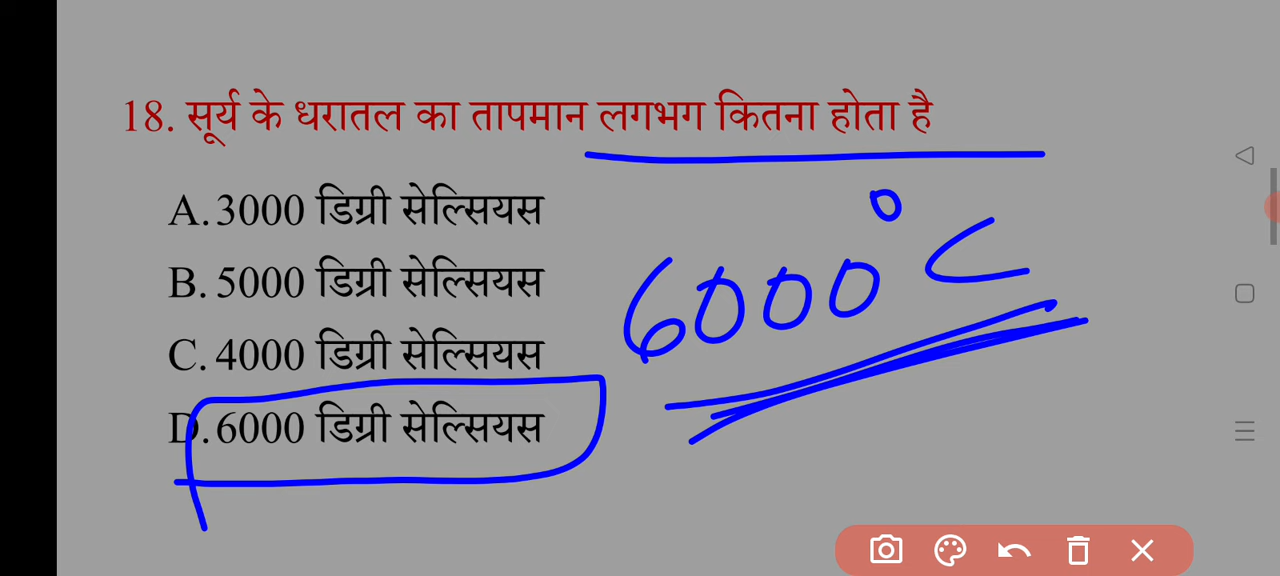 18. सूर्य के धरातल का तापमान लगभग कितना होता है
A. 3000 डिग्री सेल्सियस
B. 5000 डिग्री सेल्सियस
6000°C
C. 4000 डिग्री सेल्सियस
D. 6000 डिग्री सेल्सियस